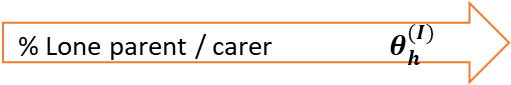 % Lone parent / carer θ_h^(I)